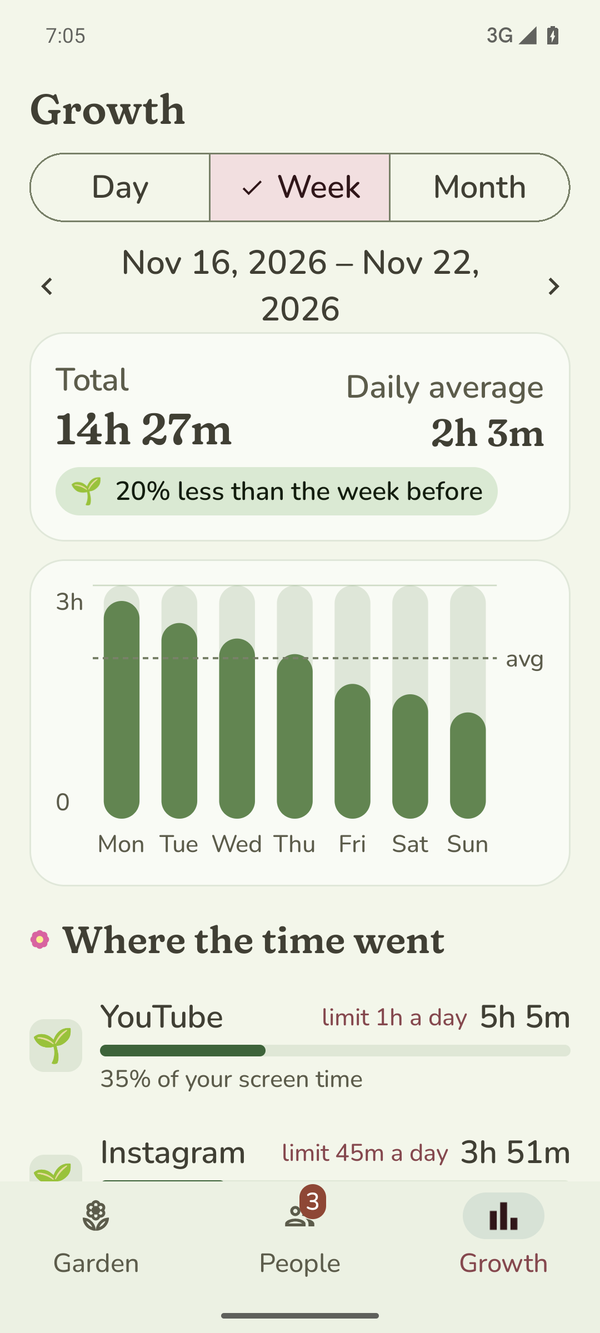 7:05
3G
Growth
Day
Week
Month
Nov 16, 2026 – Nov 22,
2026
Total
Daily average
14h 27m
2h 3m
20% less than the week before
3h
avg
0
Mon Tue Wed Thu Fri Sat Sun
Where the time went
YouTube
limit 1h a day
5h 5m
35% of your screen time
Instagram
limit 45m a day
3h 51m
3
Garden
People
Growth